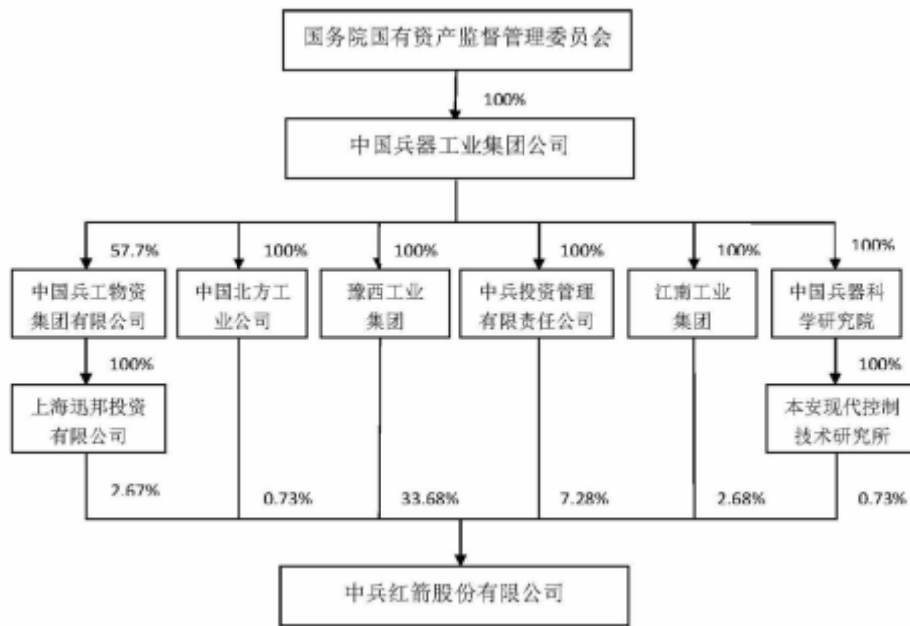 国务院国有资产监督管理委员会
100%
中国兵器工业集团公司
57.7%
100%
100%
100%
100%
100%
中国兵工物资
集团有限公司
中国北方工
业公司
豫西工业
集团
中兵投资管理
有限责任公司
江南工业
集团
中国兵器科
学研究院
100%
100%
上海迅邦投资
有限公司
本安现代控制
技术研究所
2.67%
0.73%
33.68%
7.28%
2.68%
0.73%
中兵红箭股份有限公司